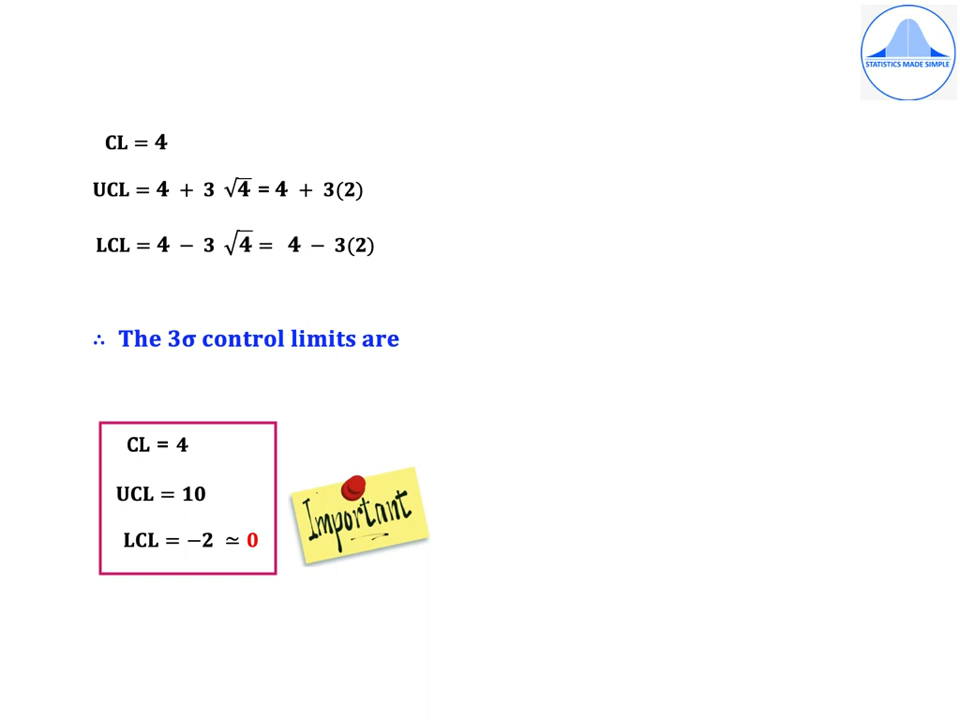 STATISTICS MADE SIMPLE
CL = 4
UCL = 4 + 3 √4 = 4 + 3(2)
LCL = 4 − 3 √4 = 4 − 3(2)
∴ The 3σ control limits are
CL = 4
UCL = 10
LCL = −2 ≃ 0
Important